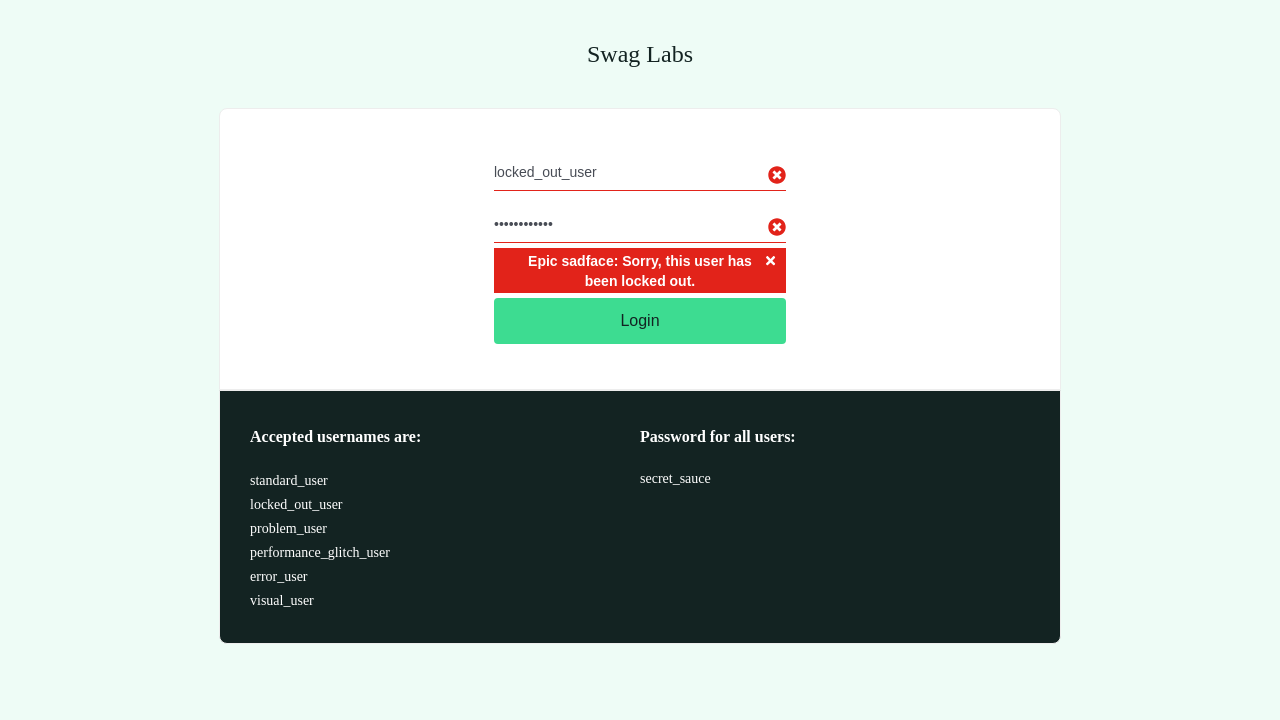 Swag Labs
locked_out_user
••••••••••••
Epic sadface: Sorry, this user has
been locked out.
Login
Accepted usernames are:
standard_user
locked_out_user
problem_user
performance_glitch_user
error_user
visual_user
Password for all users:
secret_sauce